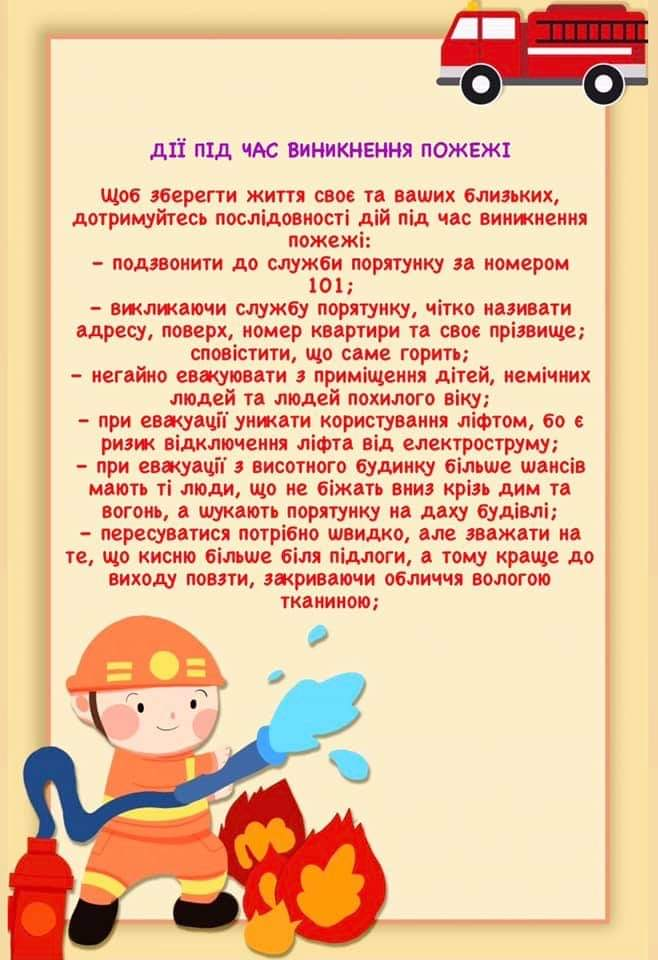 ДІЇ ПІД ЧАС ВИНИКНЕННЯ ПОЖЕЖІ
Щоб зберегти життя своє та ваших близьких,
дотримуйтесь послідовності дій під час виникнення
пожежі:
– подзвонити до служби порятунку за номером
101;
– викликаючи службу порятунку, чітко називати
адресу, поверх, номер квартири та своє прізвище;
сповістити, що саме горить;
– негайно евакуювати з приміщення дітей, немічних
людей та людей похилого віку;
– при евакуації уникати користування ліфтом, бо є
ризик відключення ліфта від електроструму;
– при евакуації з висотного будинку більше шансів
мають ті люди, що не біжать вниз крізь дим та
вогонь, а шукають порятунку на даху будівлі;
– пересуватися потрібно швидко, але зважати на
те, що кисню більше біля підлоги, а тому краще до
виходу повзти, закриваючи обличчя вологою
тканиною;